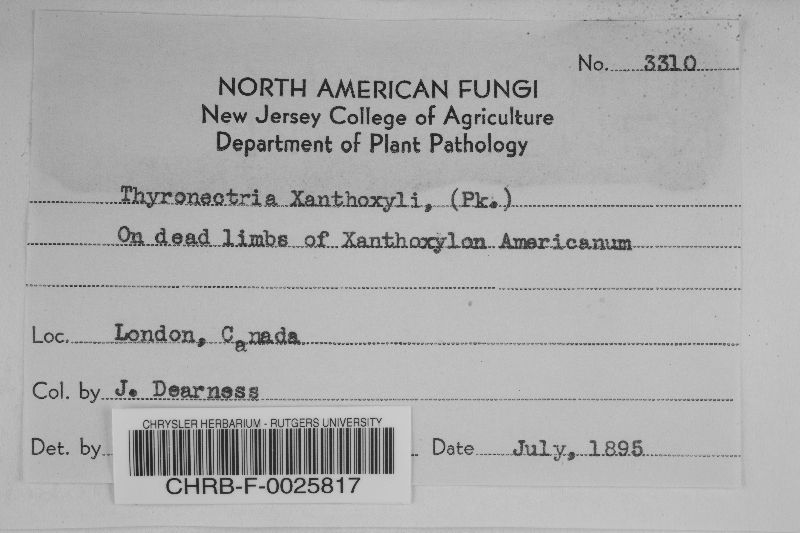 No. 3310
NORTH AMERICAN FUNGI
New Jersey College of Agriculture
Department of Plant Pathology
Thyronectria Xanthoxyli, (Pk.)
On dead limbs of Xanthoxylon Americanum
Loc. London, Canada
Col. by J. Dearness
Det. by
Date July, 1895
CHRYSLER HERBARIUM - RUTGERS UNIVERSITY
CHRB-F-0025817